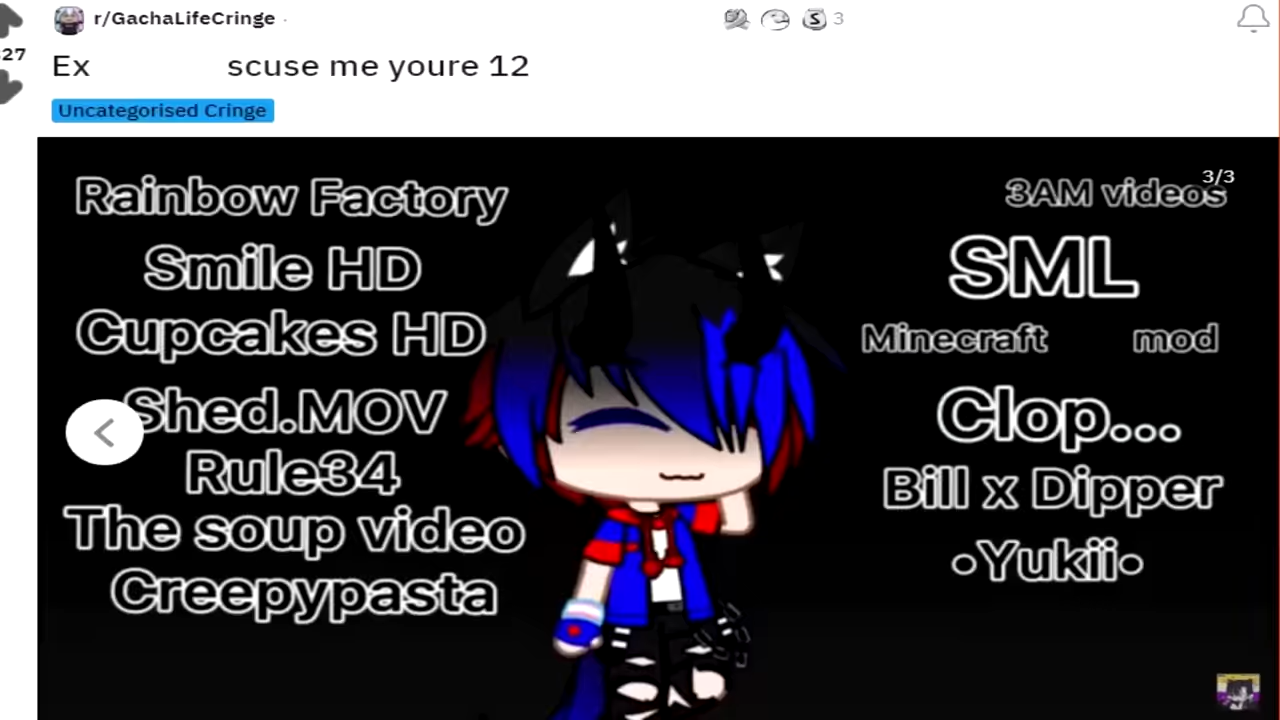 r/GachaLifeCringe ·
3
27
Ex scuse me youre 12
Uncategorised Cringe
3/3
Rainbow Factory
Smile HD
Cupcakes HD
Shed.MOV
Rule34
The soup video
Creepypasta
3AM videos
SML
Minecraft mod
Clop...
Bill x Dipper
•Yukii•